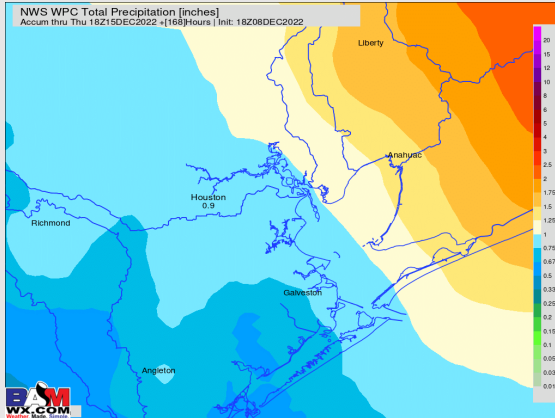 NWS WPC Total Precipitation [inches]
Accum thru Thu 18Z15DEC2022 +[168]Hours | Init: 18Z08DEC2022
Liberty
Anahuac
Houston
0.9
Richmond
Galveston
Angleton
20
15
12
10
8
6
5
4
3
2.5
2
1.75
1.5
1.25
1
0.75
0.67
0.5
0.33
0.25
0.2
0.15
0.1
0.05
0.01
BAM
WX.COM
Weather Made Simple